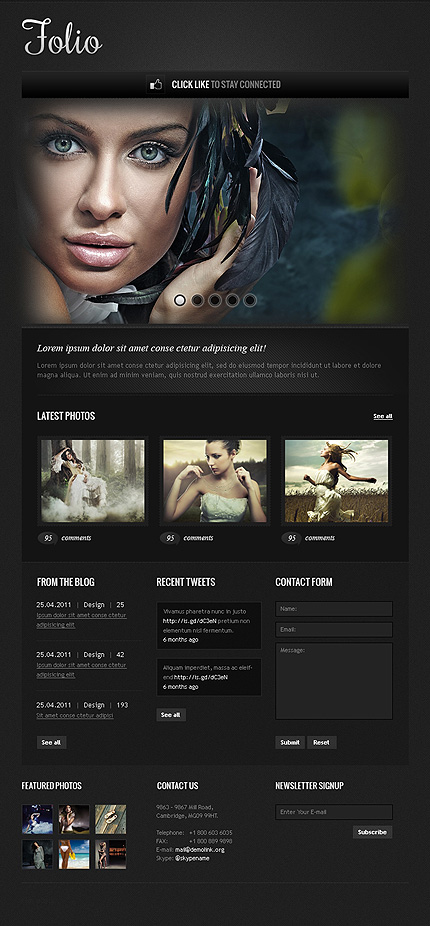 Folio
CLICK LIKE TO STAY CONNECTED
Lorem ipsum dolor sit amet conse ctetur adipisicing elit!
Lorem ipsum dolor sit amet conse ctetur adipisicing elit, sed do eiusmod tempor incididunt ut labore et dolore
magna aliqua. Ut enim ad minim veniam, quis nostrud exercitation ullamco laboris nisi ut.
LATEST PHOTOS
See all
95 comments
95 comments
95 comments
FROM THE BLOG
25.04.2011 | Design | 25
Ipsum dolor sit amet conse ctetur
adipisicing elit
25.04.2011 | Design | 42
Ipsum dolor sit amet conse ctetur
adipisicing elit
25.04.2011 | Design | 193
Sit amet conse ctetur adipisi
See all
RECENT TWEETS
Vivamus pharetra nunc in justo
http://is.gd/dC3eN pretium non
elementum nisl fermentum.
6 months ago
Aliquam imperdiet, massa ac eleif-
end http://is.gd/dC3eN
6 months ago
See all
CONTACT FORM
Name:
Email:
Message:
Submit
Reset
FEATURED PHOTOS
CONTACT US
9863 - 9867 Mill Road,
Cambridge, MG09 99HT.
Telephone: +1 800 603 6035
FAX: +1 800 889 9898
E-mail: mail@demolink.org
Skype: @skypename
NEWSLETTER SIGNUP
Enter Your E-mail
Subscribe